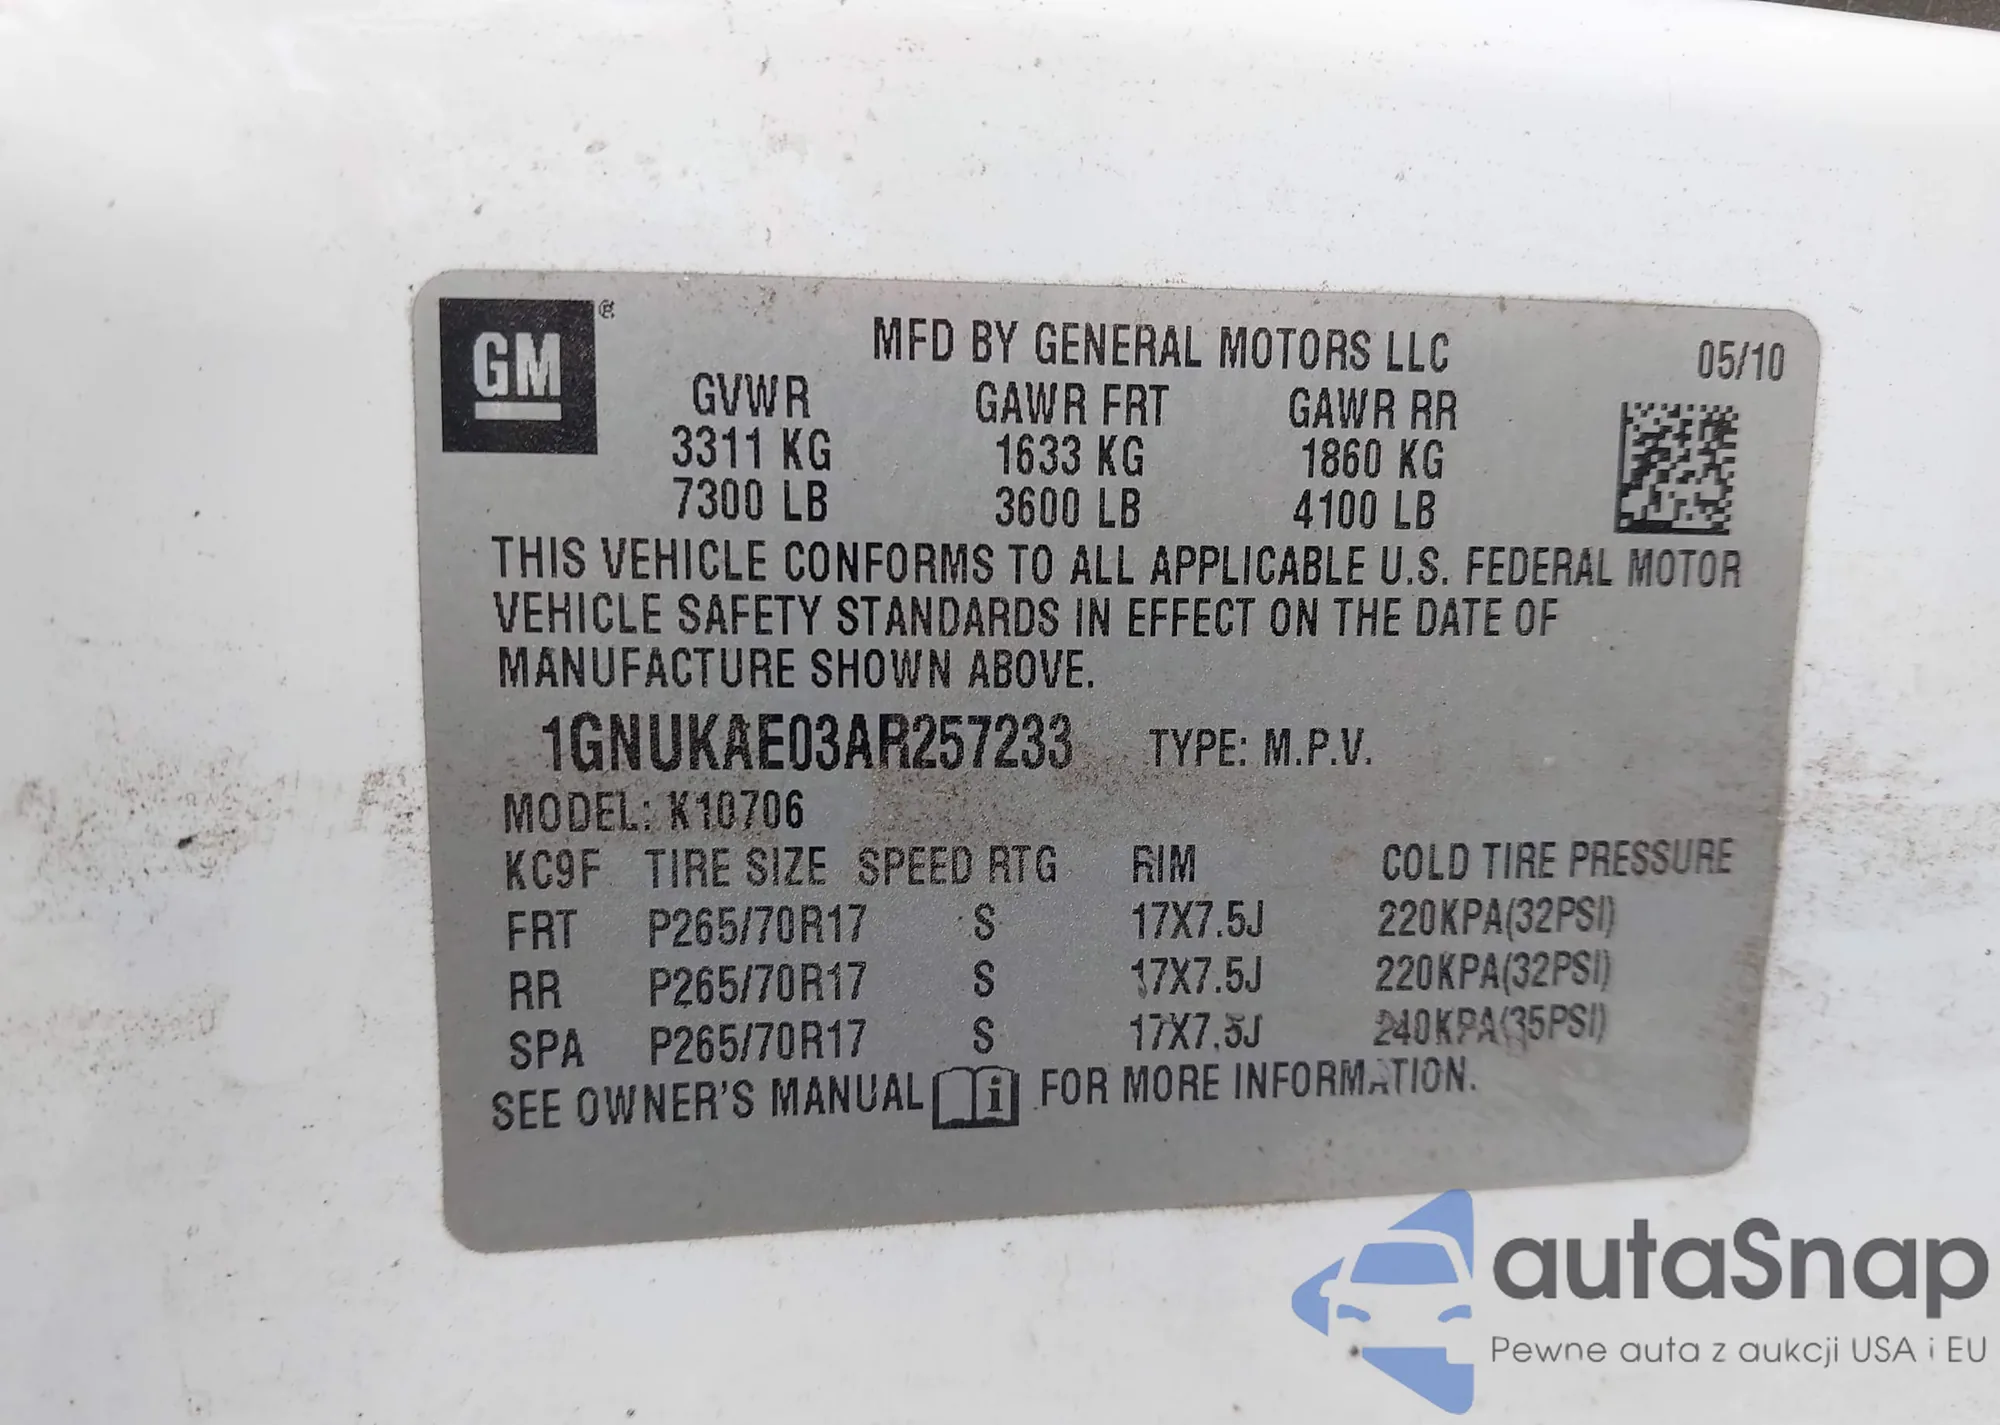 GM ®
MFD BY GENERAL MOTORS LLC 05/10
GVWR GAWR FRT GAWR RR
3311 KG 1633 KG 1860 KG
7300 LB 3600 LB 4100 LB
THIS VEHICLE CONFORMS TO ALL APPLICABLE U.S. FEDERAL MOTOR
VEHICLE SAFETY STANDARDS IN EFFECT ON THE DATE OF
MANUFACTURE SHOWN ABOVE.
1GNUKAE03AR257233 TYPE: M.P.V.
MODEL: K10706
KC9F TIRE SIZE SPEED RTG RIM COLD TIRE PRESSURE
FRT P265/70R17 S 17X7.5J 220KPA(32PSI)
RR P265/70R17 S 17X7.5J 220KPA(32PSI)
SPA P265/70R17 S 17X7.5J 240KPA(35PSI)
SEE OWNER'S MANUAL i FOR MORE INFORMATION.
autaSnap
Pewne auta z aukcji USA i EU